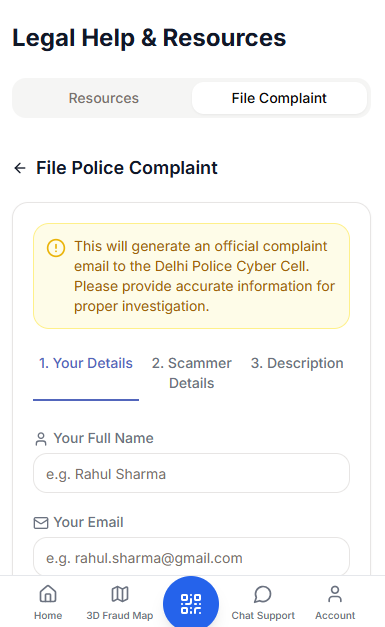 Legal Help & Resources
Resources
File Complaint
File Police Complaint
This will generate an official complaint
email to the Delhi Police Cyber Cell.
Please provide accurate information for
proper investigation.
1. Your Details
2. Scammer
Details
3. Description
Your Full Name
e.g. Rahul Sharma
Your Email
e.g. rahul.sharma@gmail.com
Home
3D Fraud Map
Chat Support
Account